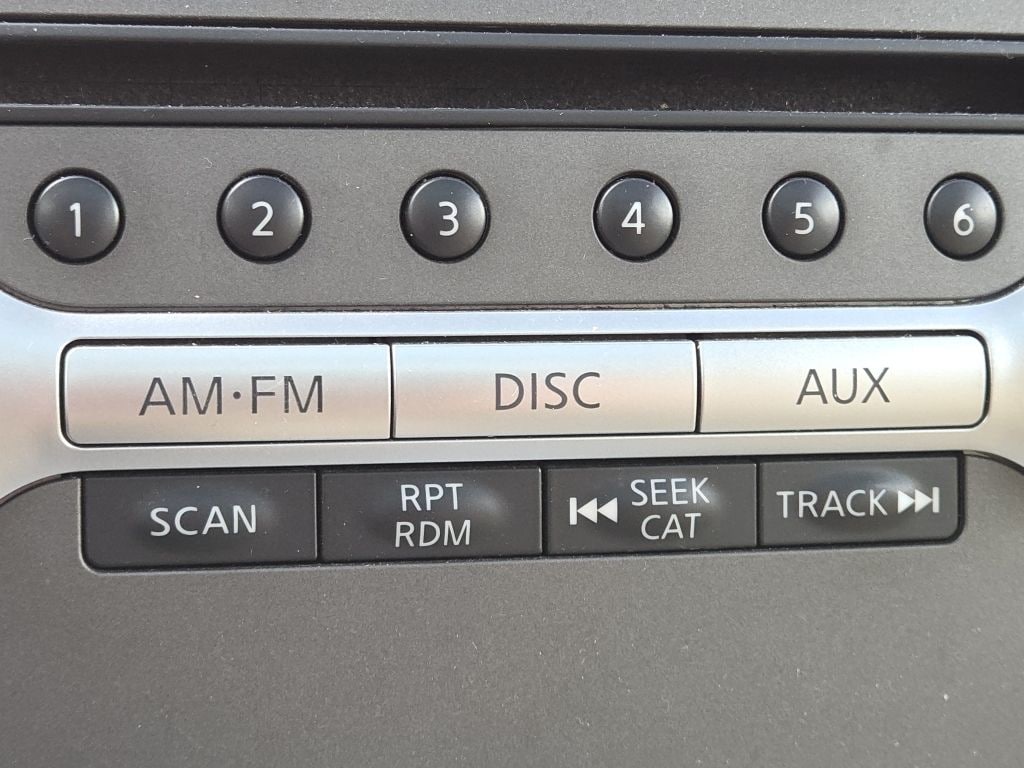 1 2 3 4 5 6
AM·FM DISC AUX
SCAN
RPT
RDM
⏮ SEEK
CAT
TRACK ⏭